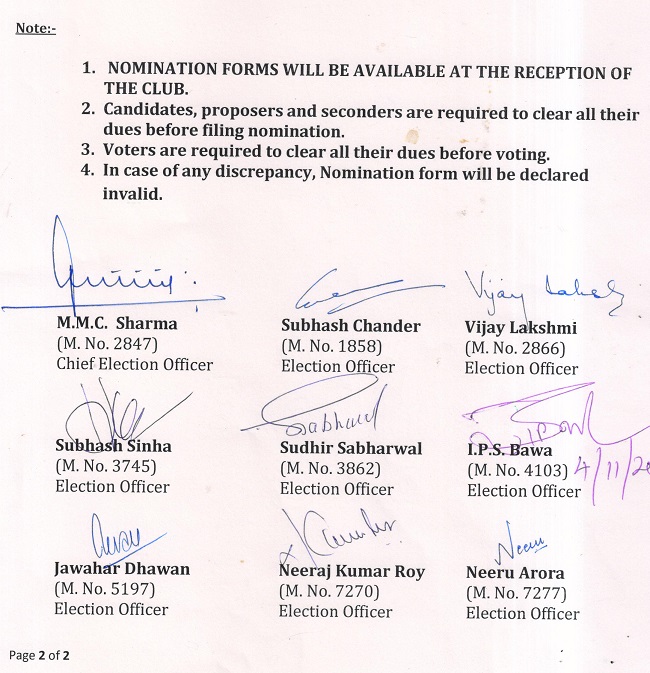 Note:-
1. NOMINATION FORMS WILL BE AVAILABLE AT THE RECEPTION OF
THE CLUB.
2. Candidates, proposers and seconders are required to clear all their
dues before filing nomination.
3. Voters are required to clear all their dues before voting.
4. In case of any discrepancy, Nomination form will be declared
invalid.
Vijay
M.M.C. Sharma
(M. No. 2847)
Chief Election Officer
Subhash Chander
(M. No. 1858)
Election Officer
Vijay Lakshmi
(M. No. 2866)
Election Officer
Sabharwal
Subhash Sinha
(M. No. 3745)
Election Officer
Sudhir Sabharwal
(M. No. 3862)
Election Officer
I.P.S. Bawa
(M. No. 4103) 4/11/20
Election Officer
Neeru
Jawahar Dhawan
(M. No. 5197)
Election Officer
Neeraj Kumar Roy
(M. No. 7270)
Election Officer
Neeru Arora
(M. No. 7277)
Election Officer
Page 2 of 2